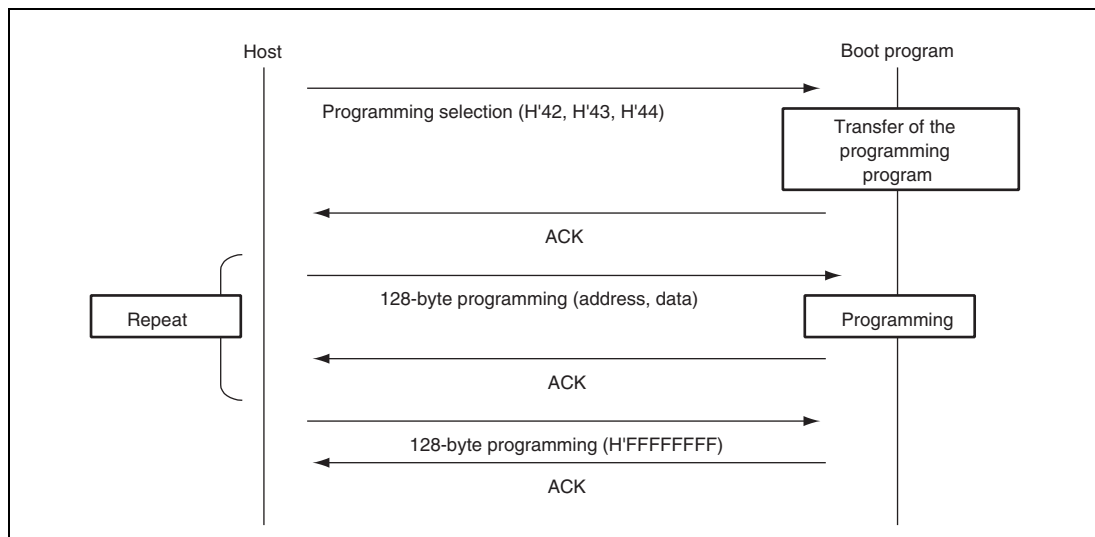 Host
Boot program
Programming selection (H'42, H'43, H'44)
Transfer of the
programming
program
ACK
128-byte programming (address, data)
Repeat
Programming
ACK
128-byte programming (H'FFFFFFFF)
ACK